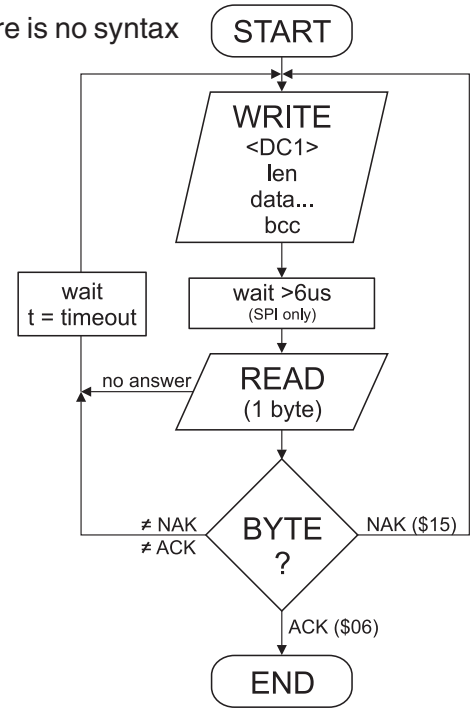 re is no syntax
START
WRITE
<DC1>
len
data...
bcc
wait
t = timeout
wait >6us
(SPI only)
no answer
READ
(1 byte)
≠ NAK
≠ ACK
BYTE
?
NAK ($15)
ACK ($06)
END